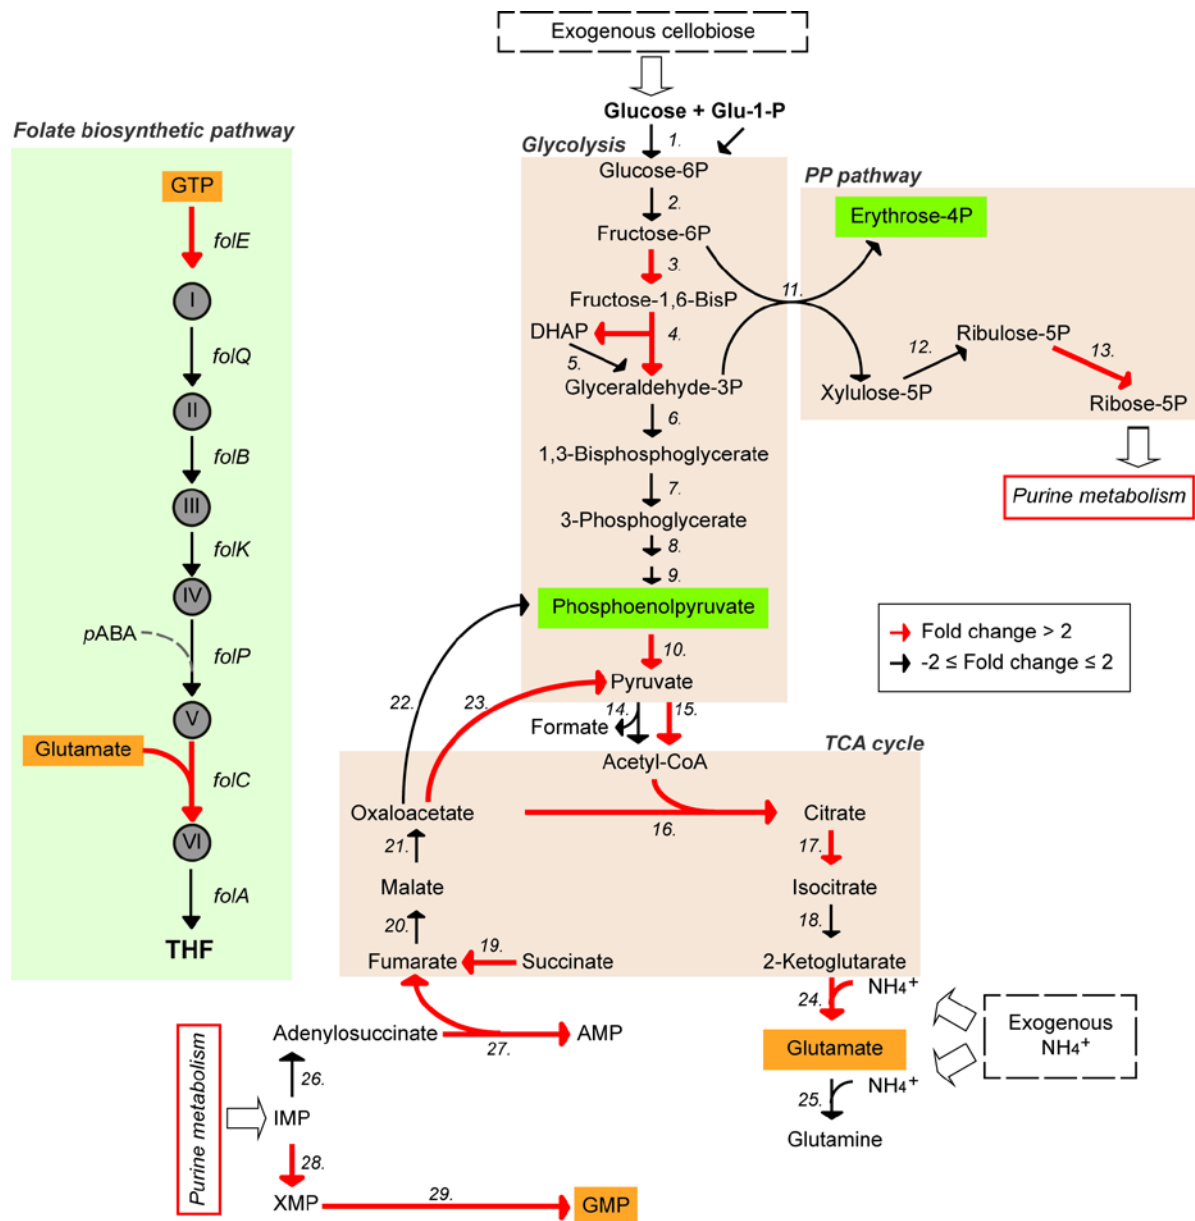 Exogenous cellobiose
Glucose + Glu-1-P
Folate biosynthetic pathway
GTP
folE
I
folQ
II
folB
III
folK
IV
pABA
folP
V
Glutamate
folC
VI
folA
THF
Glycolysis
1.
Glucose-6P
2.
Fructose-6P
3.
Fructose-1,6-BisP
DHAP
4.
5.
Glyceraldehyde-3P
6.
1,3-Bisphosphoglycerate
7.
3-Phosphoglycerate
8.
9.
Phosphoenolpyruvate
10.
Pyruvate
PP pathway
Erythrose-4P
11.
Ribulose-5P
12.
13.
Xylulose-5P
Ribose-5P
Purine metabolism
Fold change > 2
-2 ≤ Fold change ≤ 2
22.
23.
14.
15.
Formate
Acetyl-CoA
TCA cycle
Oxaloacetate
16.
Citrate
21.
17.
Malate
Isocitrate
20.
18.
19.
Fumarate
Succinate
2-Ketoglutarate
24.
NH4+
Exogenous
NH4+
Glutamate
25.
NH4+
Glutamine
Adenylosuccinate
27.
AMP
26.
Purine metabolism
IMP
28.
XMP
29.
GMP